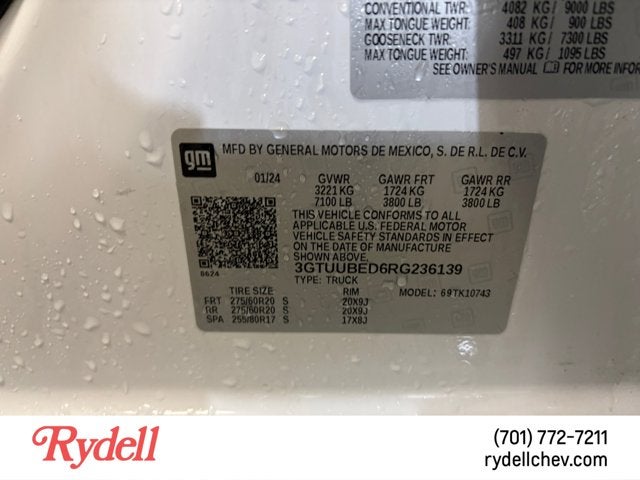 CONVENTIONAL TWR: 4082 KG / 9000 LBS
MAX TONGUE WEIGHT: 408 KG / 900 LBS
GOOSENECK TWR: 3311 KG / 7300 LBS
MAX TONGUE WEIGHT: 497 KG / 1095 LBS
SEE OWNER'S MANUAL FOR MORE INFOR
gm MFD BY GENERAL MOTORS DE MEXICO, S. DE R.L. DE C.V.
01/24 GVWR GAWR FRT GAWR RR
3221 KG 1724 KG 1724 KG
7100 LB 3800 LB 3800 LB
THIS VEHICLE CONFORMS TO ALL
APPLICABLE U.S. FEDERAL MOTOR
VEHICLE SAFETY STANDARDS IN EFFECT
ON THE DATE OF MANUFACTURE
SHOWN ABOVE.
8624 3GTUUBED6RG236139
TYPE: TRUCK
TIRE SIZE RIM MODEL: 69TK10743
FRT 275/60R20 S 20X9J
RR 275/60R20 S 20X9J
SPA 255/80R17 S 17X8J
Rydell
(701) 772-7211
rydellchev.com